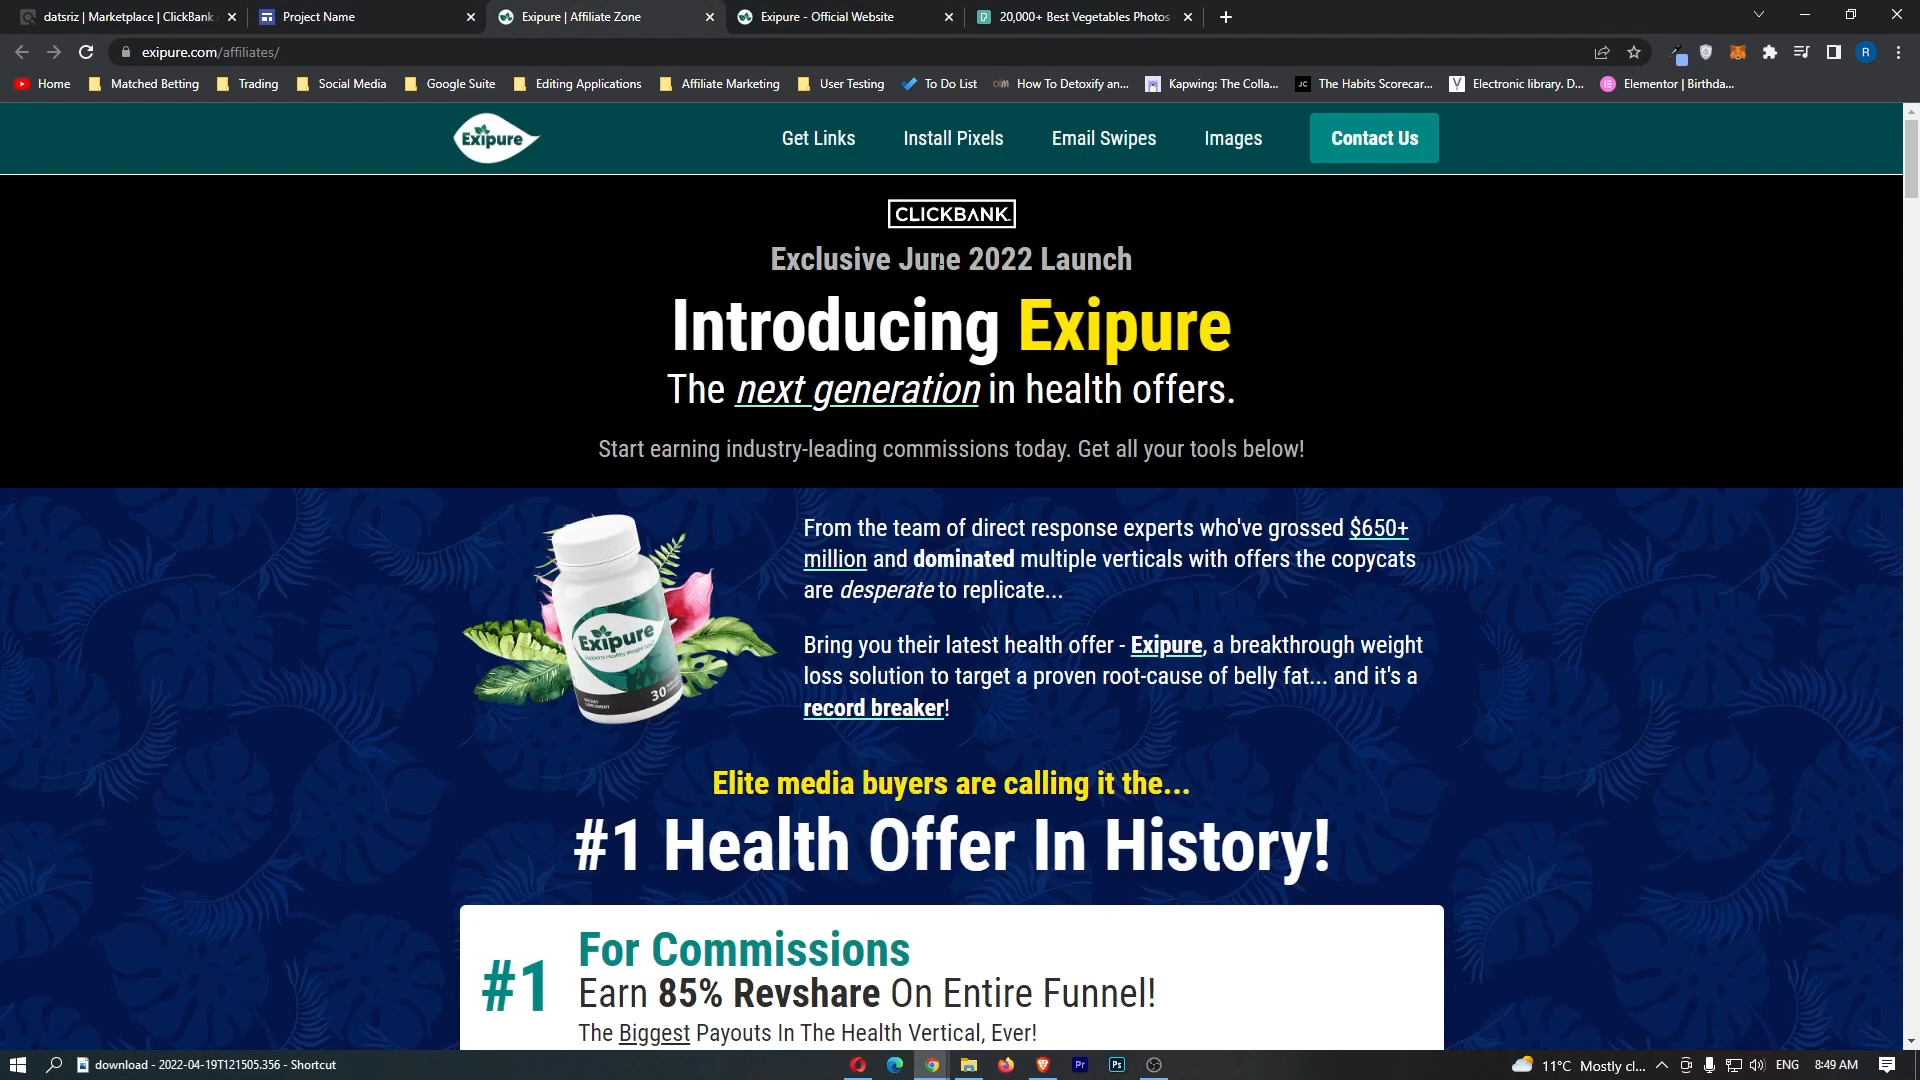 datsriz | Marketplace | ClickBank
Project Name
Exipure | Affiliate Zone
Exipure - Official Website
20,000+ Best Vegetables Photos
exipure.com/affiliates/
R
Home
Matched Betting
Trading
Social Media
Google Suite
Editing Applications
Affiliate Marketing
User Testing
To Do List
How To Detoxify an...
Kapwing: The Colla...
JC
The Habits Scorecar...
Electronic library. D...
Elementor | Birthda...
Exipure
Get Links
Install Pixels
Email Swipes
Images
Contact Us
CLICKBANK
Exclusive June 2022 Launch
Introducing Exipure
The next generation in health offers.
Start earning industry-leading commissions today. Get all your tools below!
Exipure
Supports Healthy Weight Loss
30
From the team of direct response experts who've grossed $650+
million and dominated multiple verticals with offers the copycats
are desperate to replicate...
Bring you their latest health offer - Exipure, a breakthrough weight
loss solution to target a proven root-cause of belly fat... and it's a
record breaker!
Elite media buyers are calling it the...
#1 Health Offer In History!
#1
For Commissions
Earn 85% Revshare On Entire Funnel!
The Biggest Payouts In The Health Vertical, Ever!
download - 2022-04-19T121505.356 - Shortcut
Pr
Ps
11°C Mostly cl...
ENG
8:49 AM